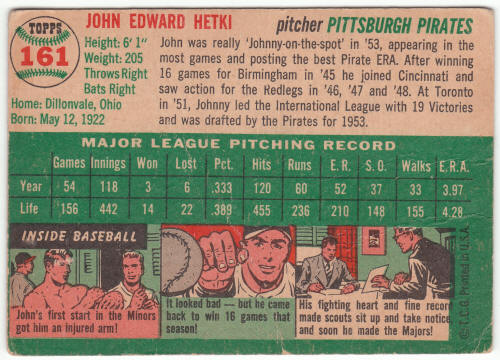 TOPPS
161
JOHN EDWARD HETKI
pitcher PITTSBURGH PIRATES
Height: 6' 1"
Weight: 205
Throws Right
Bats Right
Home: Dillonvale, Ohio
Born: May 12, 1922
John was really 'Johnny-on-the-spot' in '53, appearing in the
most games and posting the best Pirate ERA. After winning
16 games for Birmingham in '45 he joined Cincinnati and
saw action for the Redlegs in '46, '47 and '48. At Toronto
in '51, Johnny led the International League with 19 Victories
and was drafted by the Pirates for 1953.
MAJOR LEAGUE PITCHING RECORD
Games Innings Won Lost Pct. Hits Runs E.R. S.O. Walks E.R.A.
Year 54 118 3 6 .333 120 60 52 37 33 3.97
Life 156 442 14 22 .389 455 236 210 148 155 4.28
INSIDE BASEBALL
John's first start in the Minors
got him an injured arm!
It looked bad — but he came
back to win 16 games that
season!
His fighting heart and fine record
made scouts sit up and take notice,
and soon he made the Majors!
© T. C. G. Printed in U.S.A.